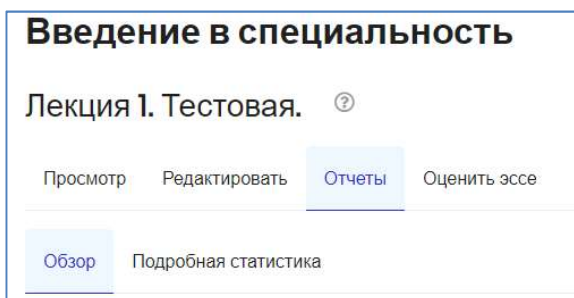 Введение в специальность
Лекция 1. Тестовая. ?
Просмотр Редактировать Отчеты Оценить эссе
Обзор Подробная статистика